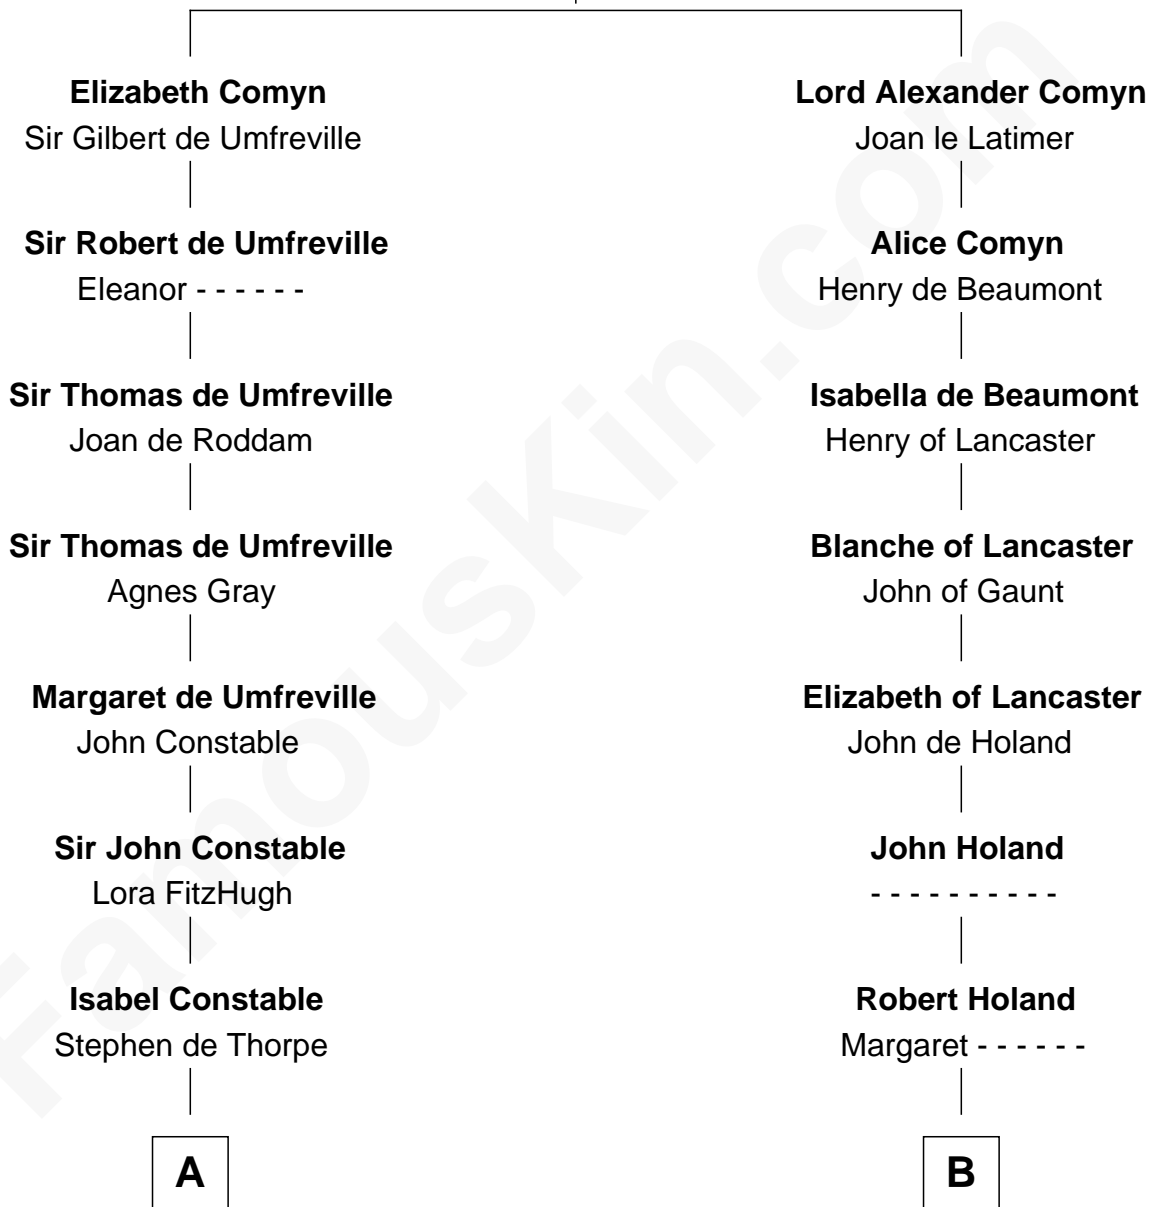 Elizabeth Comyn
Sir Gilbert de Umfreville
Sir Robert de Umfreville
Eleanor - - - - - -
Sir Thomas de Umfreville
Joan de Roddam
Sir Thomas de Umfreville
Agnes Gray
Margaret de Umfreville
John Constable
Sir John Constable
Lora FitzHugh
Isabel Constable
Stephen de Thorpe
A
Lord Alexander Comyn
Joan le Latimer
Alice Comyn
Henry de Beaumont
Isabella de Beaumont
Henry of Lancaster
Blanche of Lancaster
John of Gaunt
Elizabeth of Lancaster
John de Holand
John Holand
- - - - - - - - - -
Robert Holand
Margaret - - - - - -
B
FamousKin.com